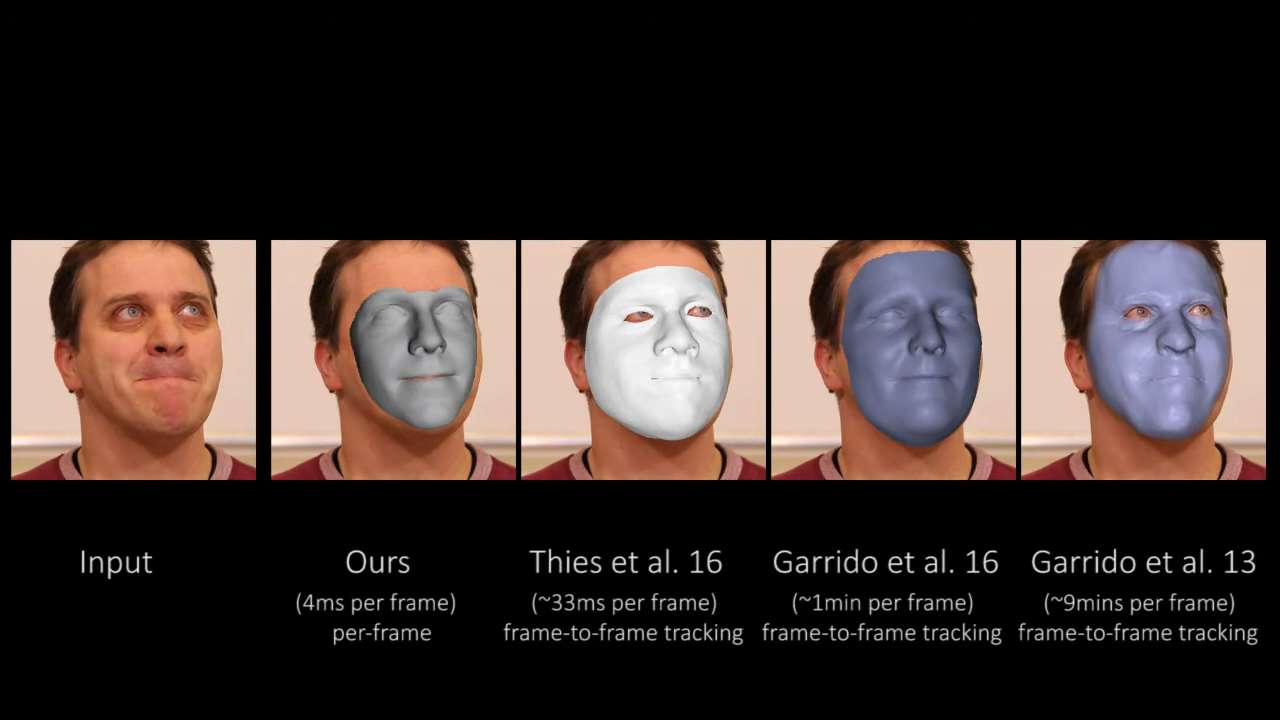 Input
Ours
(4ms per frame)
per-frame
Thies et al. 16
(~33ms per frame)
frame-to-frame tracking
Garrido et al. 16
(~1min per frame)
frame-to-frame tracking
Garrido et al. 13
(~9mins per frame)
frame-to-frame tracking